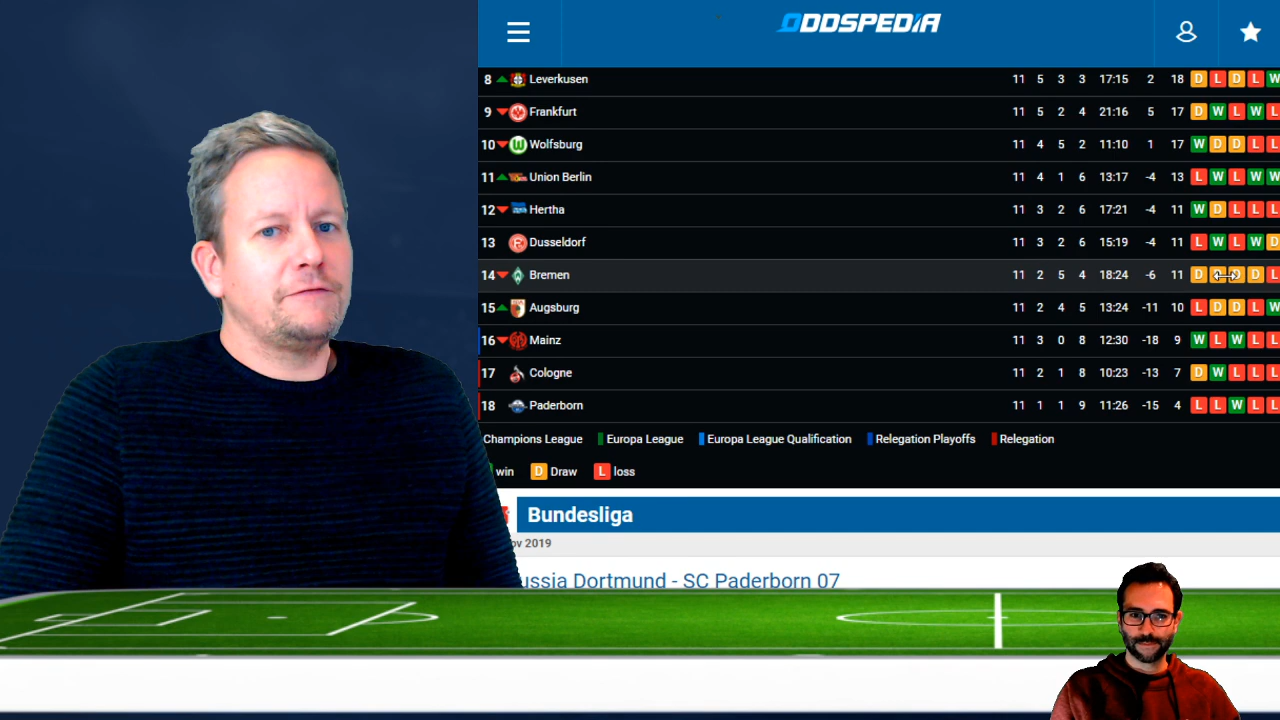 ODDSPEDIA
8 Leverkusen 11 5 3 3 17:15 2 18 D L D L W
9 Frankfurt 11 5 2 4 21:16 5 17 D W L W L
10 Wolfsburg 11 4 5 2 11:10 1 17 W D D L L
11 Union Berlin 11 4 1 6 13:17 -4 13 L W L W W
12 Hertha 11 3 2 6 17:21 -4 11 W D L L L
13 Dusseldorf 11 3 2 6 15:19 -4 11 L W L W D
14 Bremen 11 2 5 4 18:24 -6 11 D D D D L
15 Augsburg 11 2 4 5 13:24 -11 10 L D D L W
16 Mainz 11 3 0 8 12:30 -18 9 W L W L L
17 Cologne 11 2 1 8 10:23 -13 7 D W L L L
18 Paderborn 11 1 1 9 11:26 -15 4 L L W L L
Champions League Europa League Europa League Qualification Relegation Playoffs Relegation
win D Draw L loss
Bundesliga
ov 2019
ussia Dortmund - SC Paderborn 07